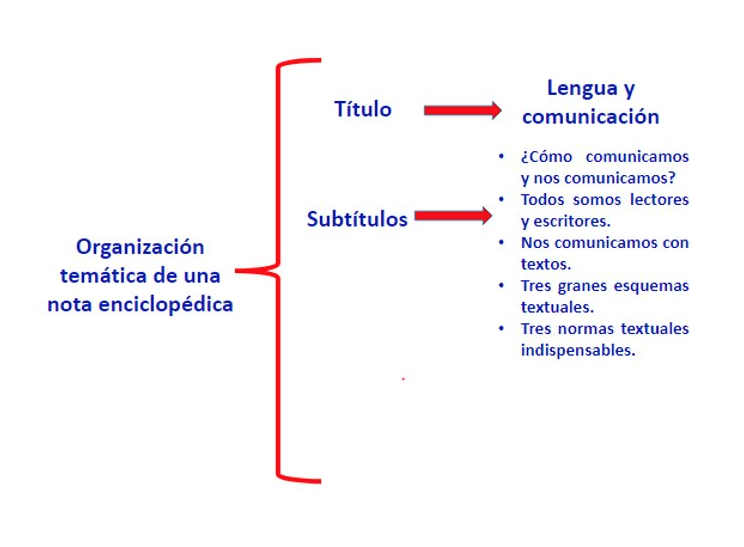 Organización
temática de una
nota enciclopédica
Título
Lengua y
comunicación
Subtítulos
• ¿Cómo comunicamos
y nos comunicamos?
• Todos somos lectores
y escritores.
• Nos comunicamos con
textos.
• Tres granes esquemas
textuales.
• Tres normas textuales
indispensables.